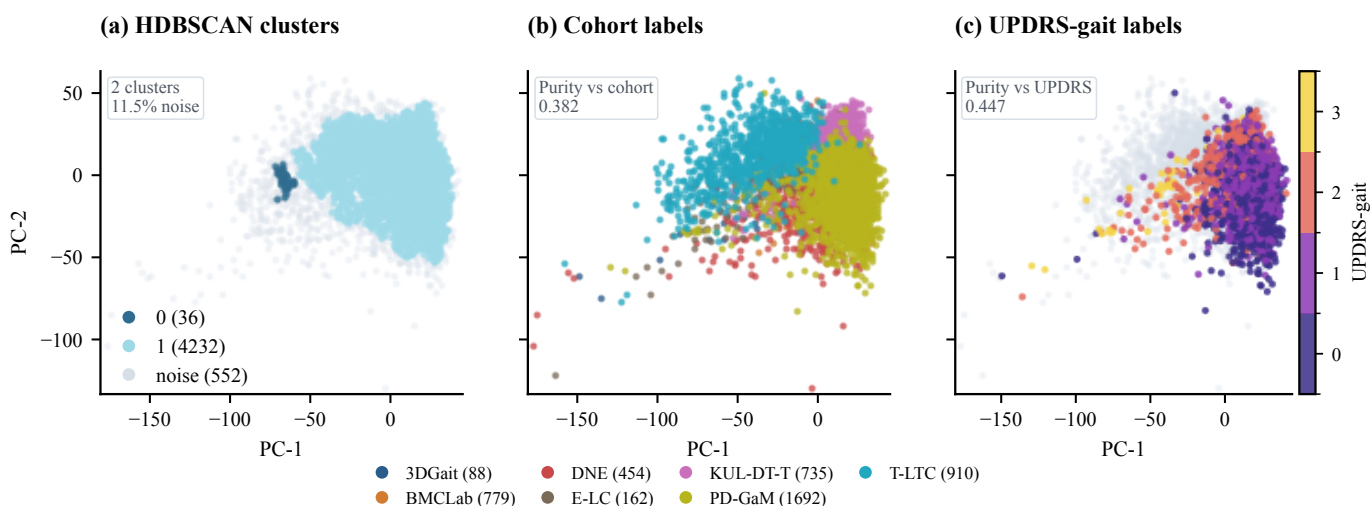 (a) HDBSCAN clusters
(b) Cohort labels
(c) UPDRS-gait labels
2 clusters
11.5% noise
Purity vs cohort
0.382
Purity vs UPDRS
0.447
50
0
−50
−100
PC-2
0 (36)
1 (4232)
noise (552)
−150
−100
−50
0
PC-1
−150
−100
−50
0
PC-1
−150
−100
−50
0
PC-1
3
2
1
0
UPDRS-gait
3DGait (88)
DNE (454)
KUL-DT-T (735)
T-LTC (910)
BMCLab (779)
E-LC (162)
PD-GaM (1692)